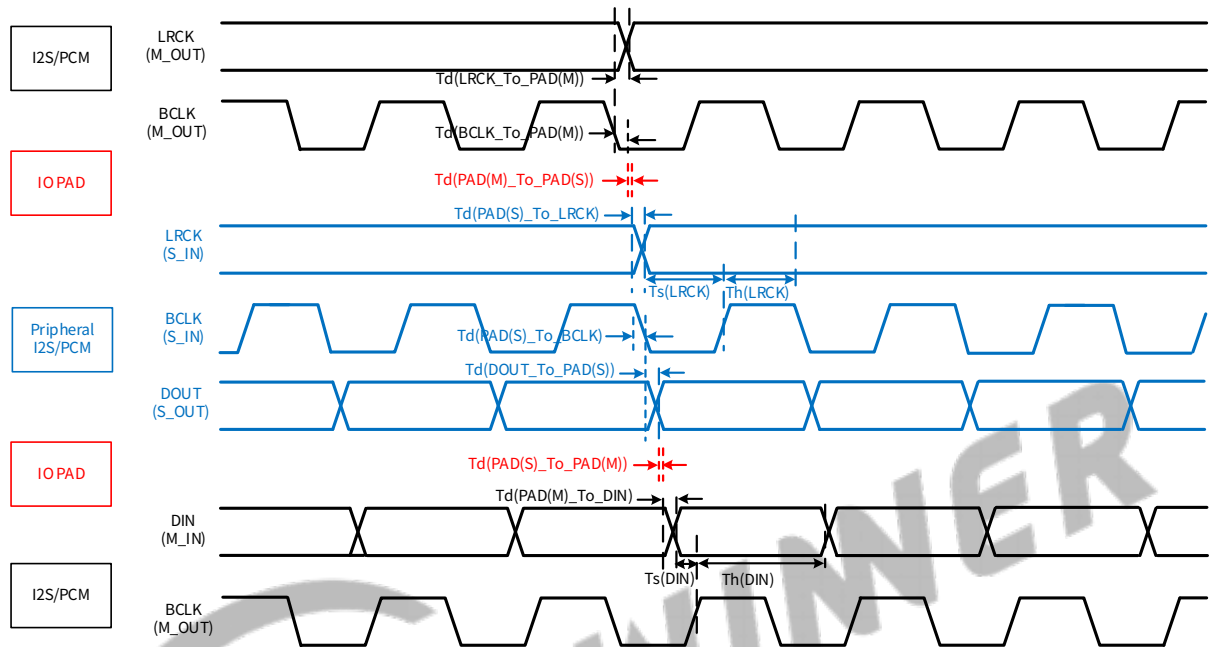 I2S/PCM
LRCK
(M_OUT)
Td(LRCK_To_PAD(M))
BCLK
(M_OUT)
Td(BCLK_To_PAD(M))
IO PAD
Td(PAD(M)_To_PAD(S))
Td(PAD(S)_To_LRCK)
LRCK
(S_IN)
Ts(LRCK)
Th(LRCK)
Pripheral
I2S/PCM
BCLK
(S_IN)
Td(PAD(S)_To_BCLK)
Td(DOUT_To_PAD(S))
DOUT
(S_OUT)
IO PAD
Td(PAD(S)_To_PAD(M))
Td(PAD(M)_To_DIN)
DIN
(M_IN)
Ts(DIN)
Th(DIN)
I2S/PCM
BCLK
(M_OUT)
WINNER